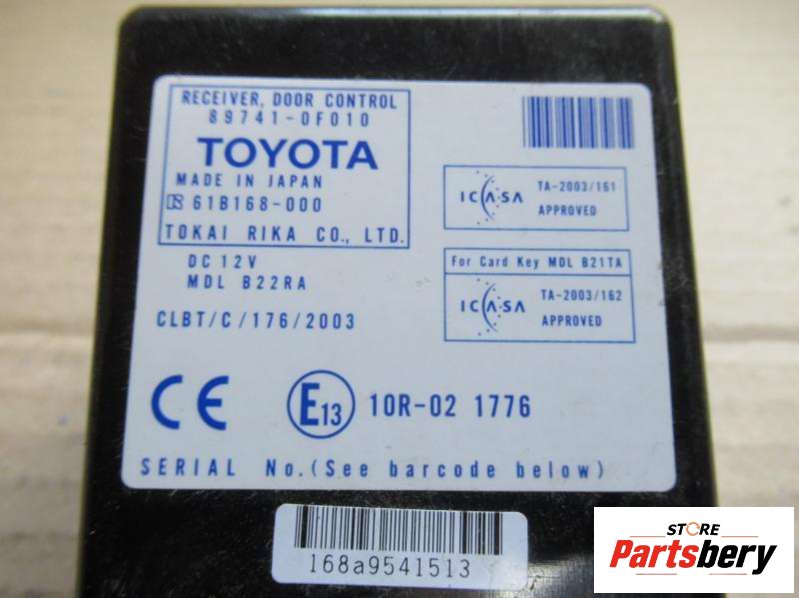 RECEIVER, DOOR CONTROL
89741-0F010
TOYOTA
MADE IN JAPAN
61B168-000
TOKAI RIKA CO., LTD.
DC 12V
MDL B22RA
CLBT/C/176/2003
ICASA
TA-2003/161
APPROVED
For Card Key MDL B21TA
ICASA
TA-2003/162
APPROVED
CE
E13
10R-02 1776
SERIAL No.(See barcode below)
168a9541513
STORE
Partsbery